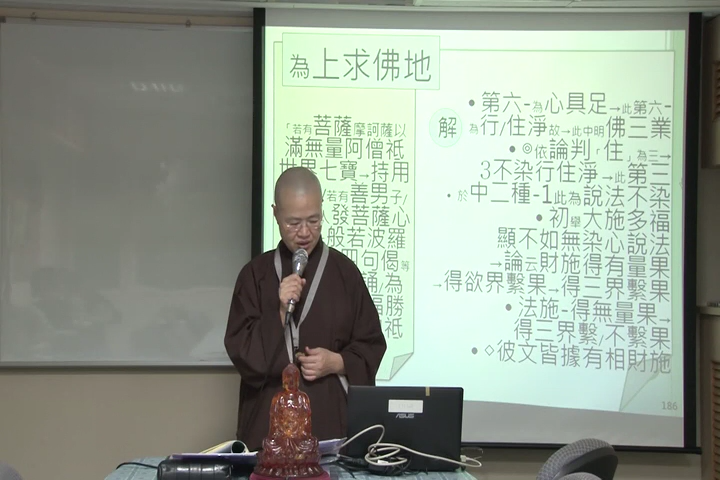 為上求佛地
「若有菩薩摩訶薩以
滿無量阿僧祇
世界七寶→持用
若有善男子/
發菩薩心
般若波羅
四句偈等
誦/為
福勝
祇
解
•第六-為心具足→此第六-
為行/住淨故→此中明佛三業
•◎依論判「住」為三→
3不染行住淨→此第三
•於中二種-1此為說法不染
•初舉大施多福
顯不如無染心說法
→論云財施得有量果
→得欲界繫果→得三界繫果
•法施-得無量果→
得三界繫/不繫果
•◇彼文皆據有相財施
186
ASUS